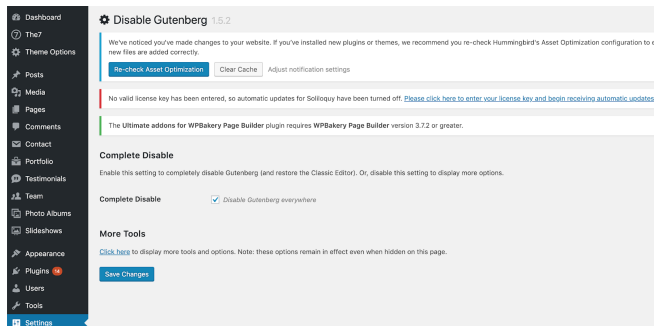 Dashboard
The7
Theme Options
Posts
Media
Pages
Comments
Contact
Portfolio
Testimonials
Team
Photo Albums
Slideshows
Appearance
Plugins 14
Users
Tools
Settings
Disable Gutenberg 1.5.2
We've noticed you've made changes to your website. If you've installed new plugins or themes, we recommend you re-check Hummingbird's Asset Optimization configuration to
new files are added correctly.
Re-check Asset Optimization Clear Cache Adjust notification settings
No valid license key has been entered, so automatic updates for Soliloquy have been turned off. Please click here to enter your license key and begin receiving automatic updates
The Ultimate addons for WPBakery Page Builder plugin requires WPBakery Page Builder version 3.7.2 or greater.
Complete Disable
Enable this setting to completely disable Gutenberg (and restore the Classic Editor). Or, disable this setting to display more options.
Complete Disable Disable Gutenberg everywhere
More Tools
Click here to display more tools and options. Note: these options remain in effect even when hidden on this page.
Save Changes